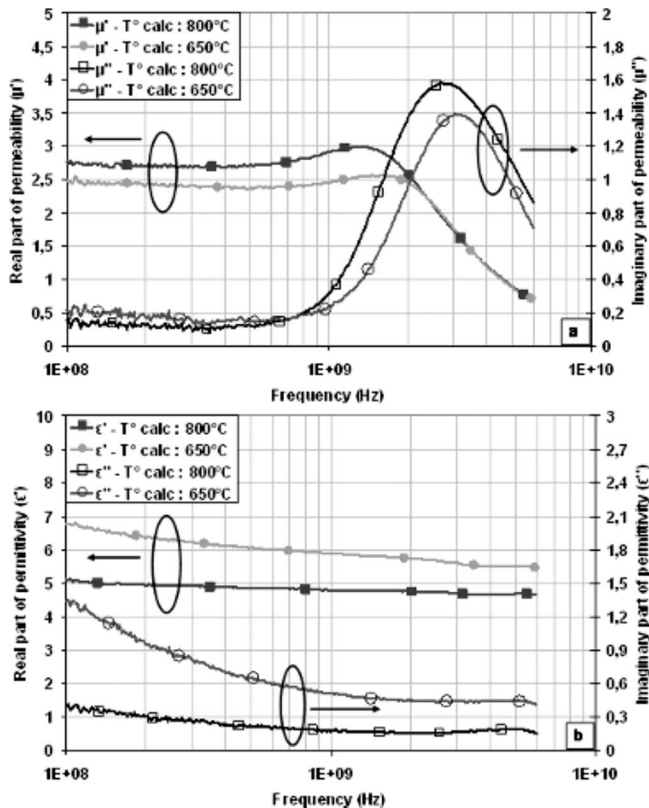 5
4,5
4
3,5
3
2,5
2
1,5
1
0,5
0
Real part of permeability (μ')
μ' - T° calc : 800°C
μ' - T° calc : 650°C
μ'' - T° calc : 800°C
μ'' - T° calc : 650°C
2
1,8
1,6
1,4
1,2
1
0,8
0,6
0,4
0,2
0
Imaginary part of permeability (μ'')
a
1E+08
1E+09
1E+10
Frequency (Hz)
10
9
8
7
6
5
4
3
2
1
0
Real part of permittivity (ε')
ε' - T° calc : 800°C
ε' - T° calc : 650°C
ε'' - T° calc : 800°C
ε'' - T° calc : 650°C
3
2,7
2,4
2,1
1,8
1,5
1,2
0,9
0,6
0,3
0
Imaginary part of permittivity (ε'')
b
1E+08
1E+09
1E+10
Frequency (Hz)